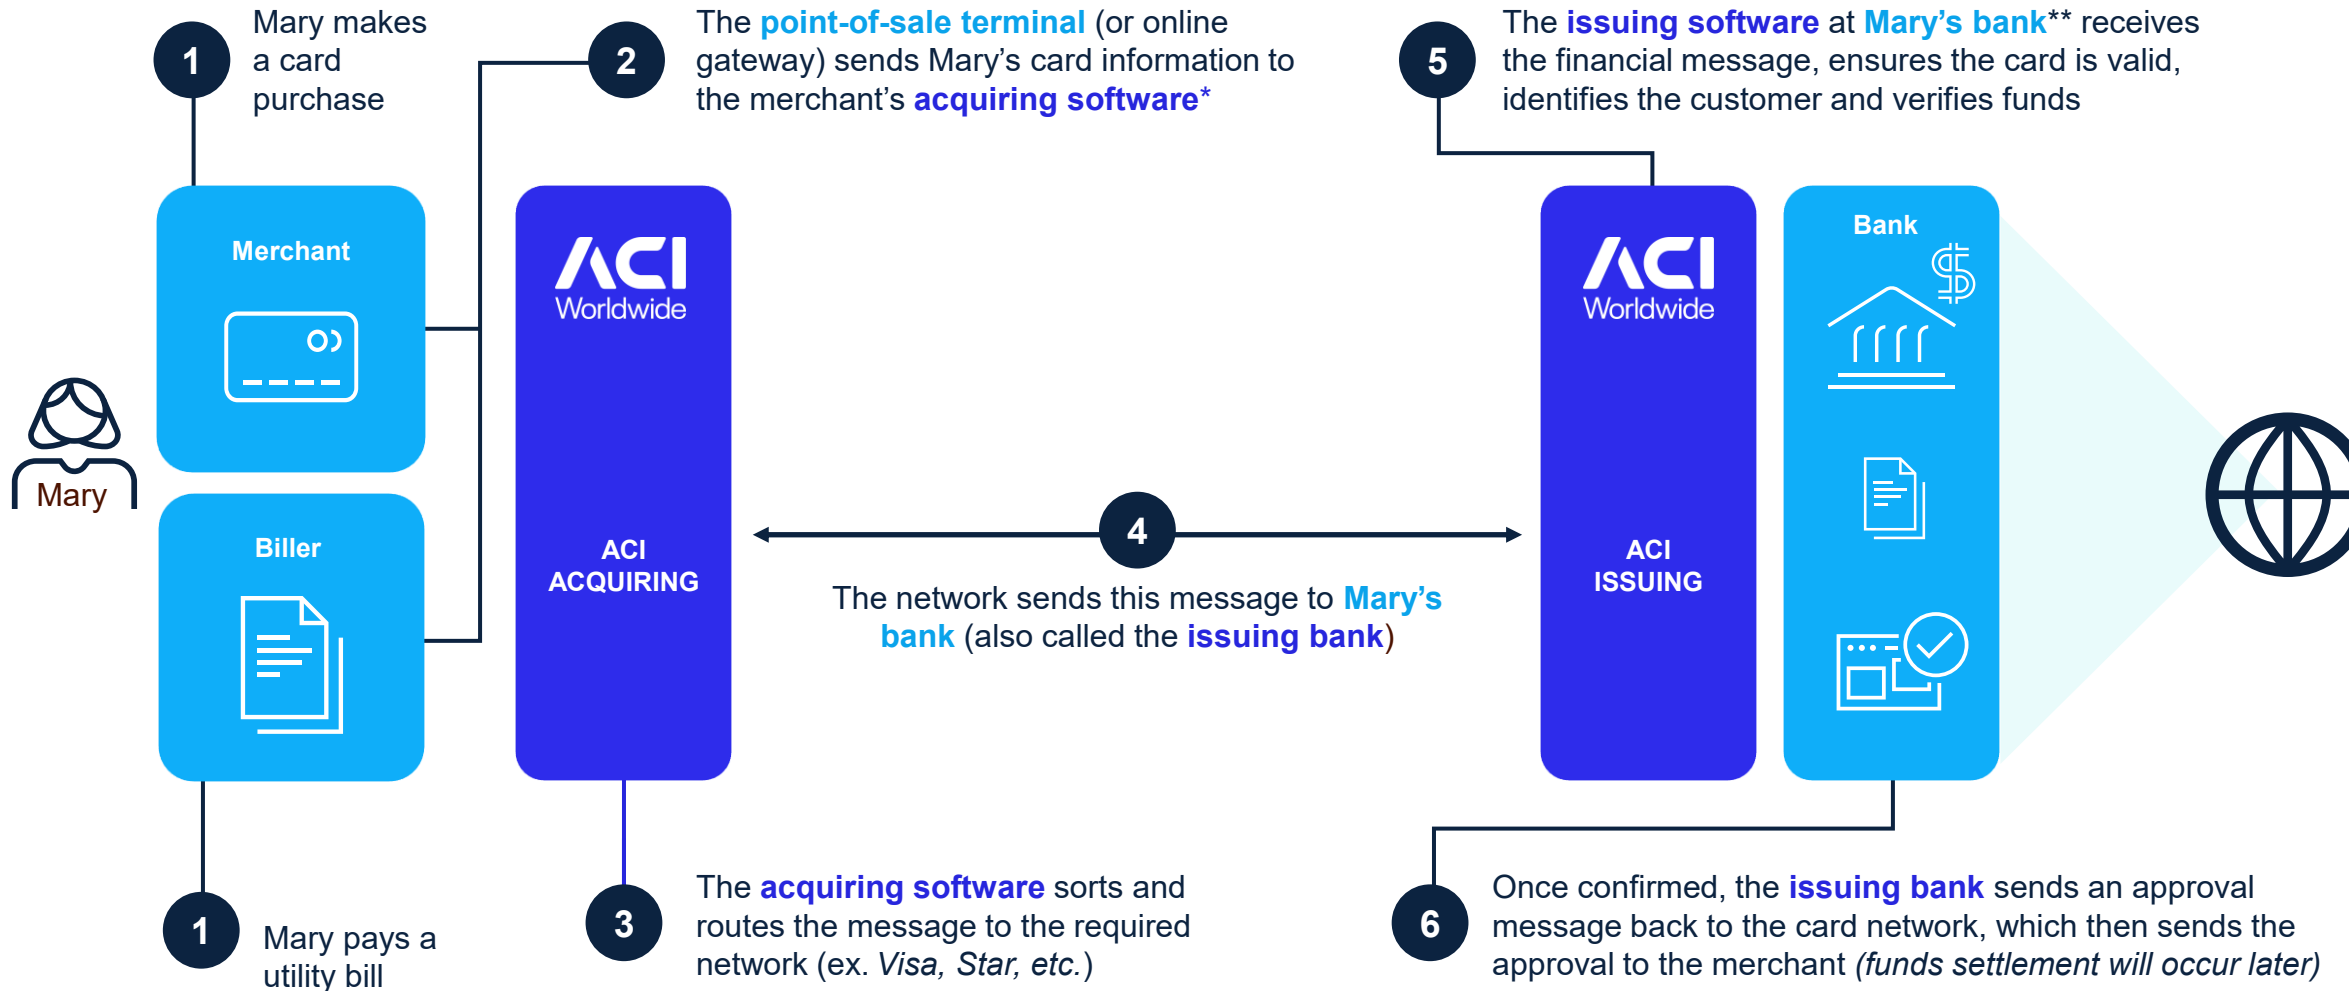 1
Mary makes
a card
purchase
2
The point-of-sale terminal (or online
gateway) sends Mary’s card information to
the merchant’s acquiring software*
5
The issuing software at Mary’s bank** receives
the financial message, ensures the card is valid,
identifies the customer and verifies funds
Merchant
ACI
Worldwide
ACI
Worldwide
Bank
$
Mary
Biller
ACI
ACQUIRING
4
The network sends this message to Mary’s
bank (also called the issuing bank)
ACI
ISSUING
1
Mary pays a
utility bill
3
The acquiring software sorts and
routes the message to the required
network (ex. Visa, Star, etc.)
6
Once confirmed, the issuing bank sends an approval
message back to the card network, which then sends the
approval to the merchant (funds settlement will occur later)